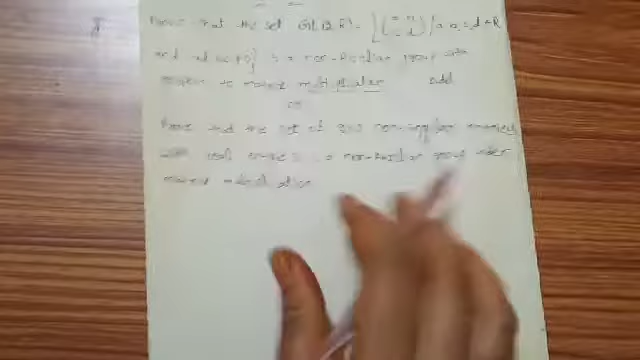 Prove that the set GL(2,R) = {( a b c d ) / a, b, c, d ∈ R
and ad-bc ≠ 0} is a non-Abelian group with
respect to matrix multiplication
or
Prove that the set of 2x2 non-singular matrices
with real entries is a non-Abelian group under
matrix multiplication